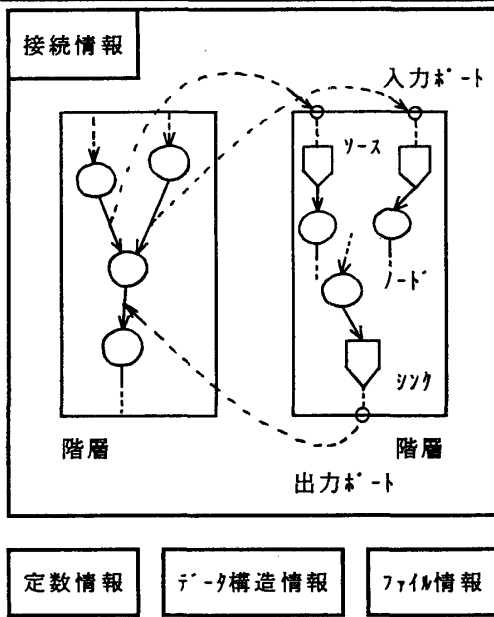 接続情報
入力ﾎﾟｰﾄ
ｿｰｽ
ﾉｰﾄﾞ
ｼﾝｸ
階層
階層
出力ﾎﾟｰﾄ
定数情報
ﾃﾞｰﾀ構造情報
ﾌｧｲﾙ情報